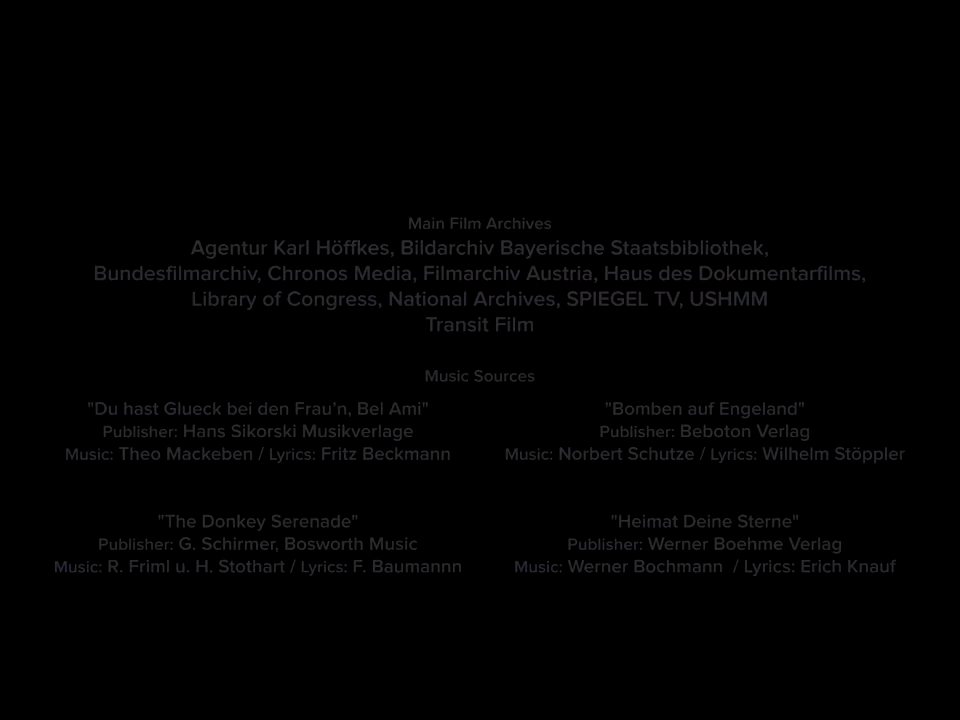 Main Film Archives
Agentur Karl Höffkes, Bildarchiv Bayerische Staatsbibliothek,
Bundesfilmarchiv, Chronos Media, Filmarchiv Austria, Haus des Dokumentarfilms,
Library of Congress, National Archives, SPIEGEL TV, USHMM
Transit Film
Music Sources
"Du hast Glueck bei den Frau'n, Bel Ami"
Publisher: Hans Sikorski Musikverlage
Music: Theo Mackeben / Lyrics: Fritz Beckmann
"Bomben auf Engeland"
Publisher: Beboton Verlag
Music: Norbert Schutze / Lyrics: Wilhelm Stöppler
"The Donkey Serenade"
Publisher: G. Schirmer, Bosworth Music
Music: R. Friml u. H. Stothart / Lyrics: F. Baumannn
"Heimat Deine Sterne"
Publisher: Werner Boehme Verlag
Music: Werner Bochmann / Lyrics: Erich Knauf